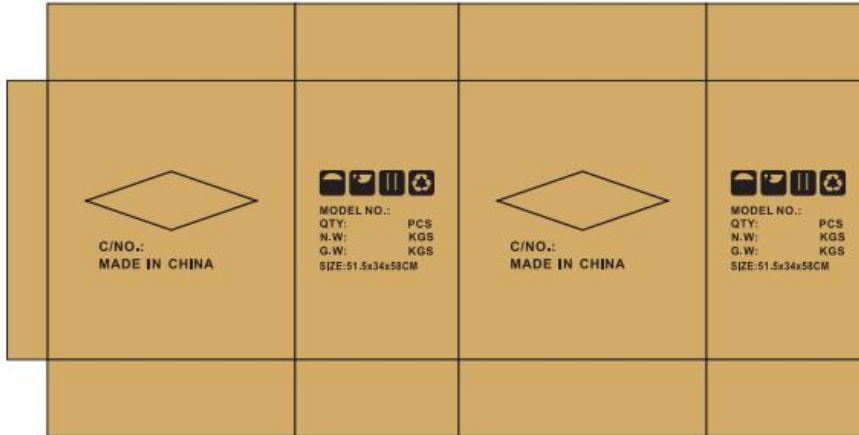 C/NO.:
MADE IN CHINA
MODEL NO.:
QTY: PCS
N.W: KGS
G.W: KGS
SIZE:51.5x34x58CM
C/NO.:
MADE IN CHINA
MODEL NO.:
QTY: PCS
N.W: KGS
G.W: KGS
SIZE:51.5x34x58CM